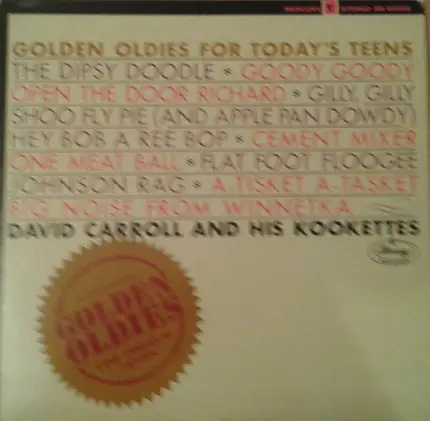 MERCURY STEREO
GOLDEN OLDIES FOR TODAY'S TEENS
THE DIPSY DOODLE • GOODY GOODY
OPEN THE DOOR RICHARD • GILLY, GILLY
SHOO FLY PIE (AND APPLE PAN DOWDY)
HEY BOB A REE BOP • CEMENT MIXER
ONE MEAT BALL • FLAT FOOT FLOOGEE
JOHNSON RAG • A-TISKET A-TASKET
BIG NOISE FROM WINNETKA
DAVID CARROLL AND HIS KOOKETTES
GOLDEN
OLDIES